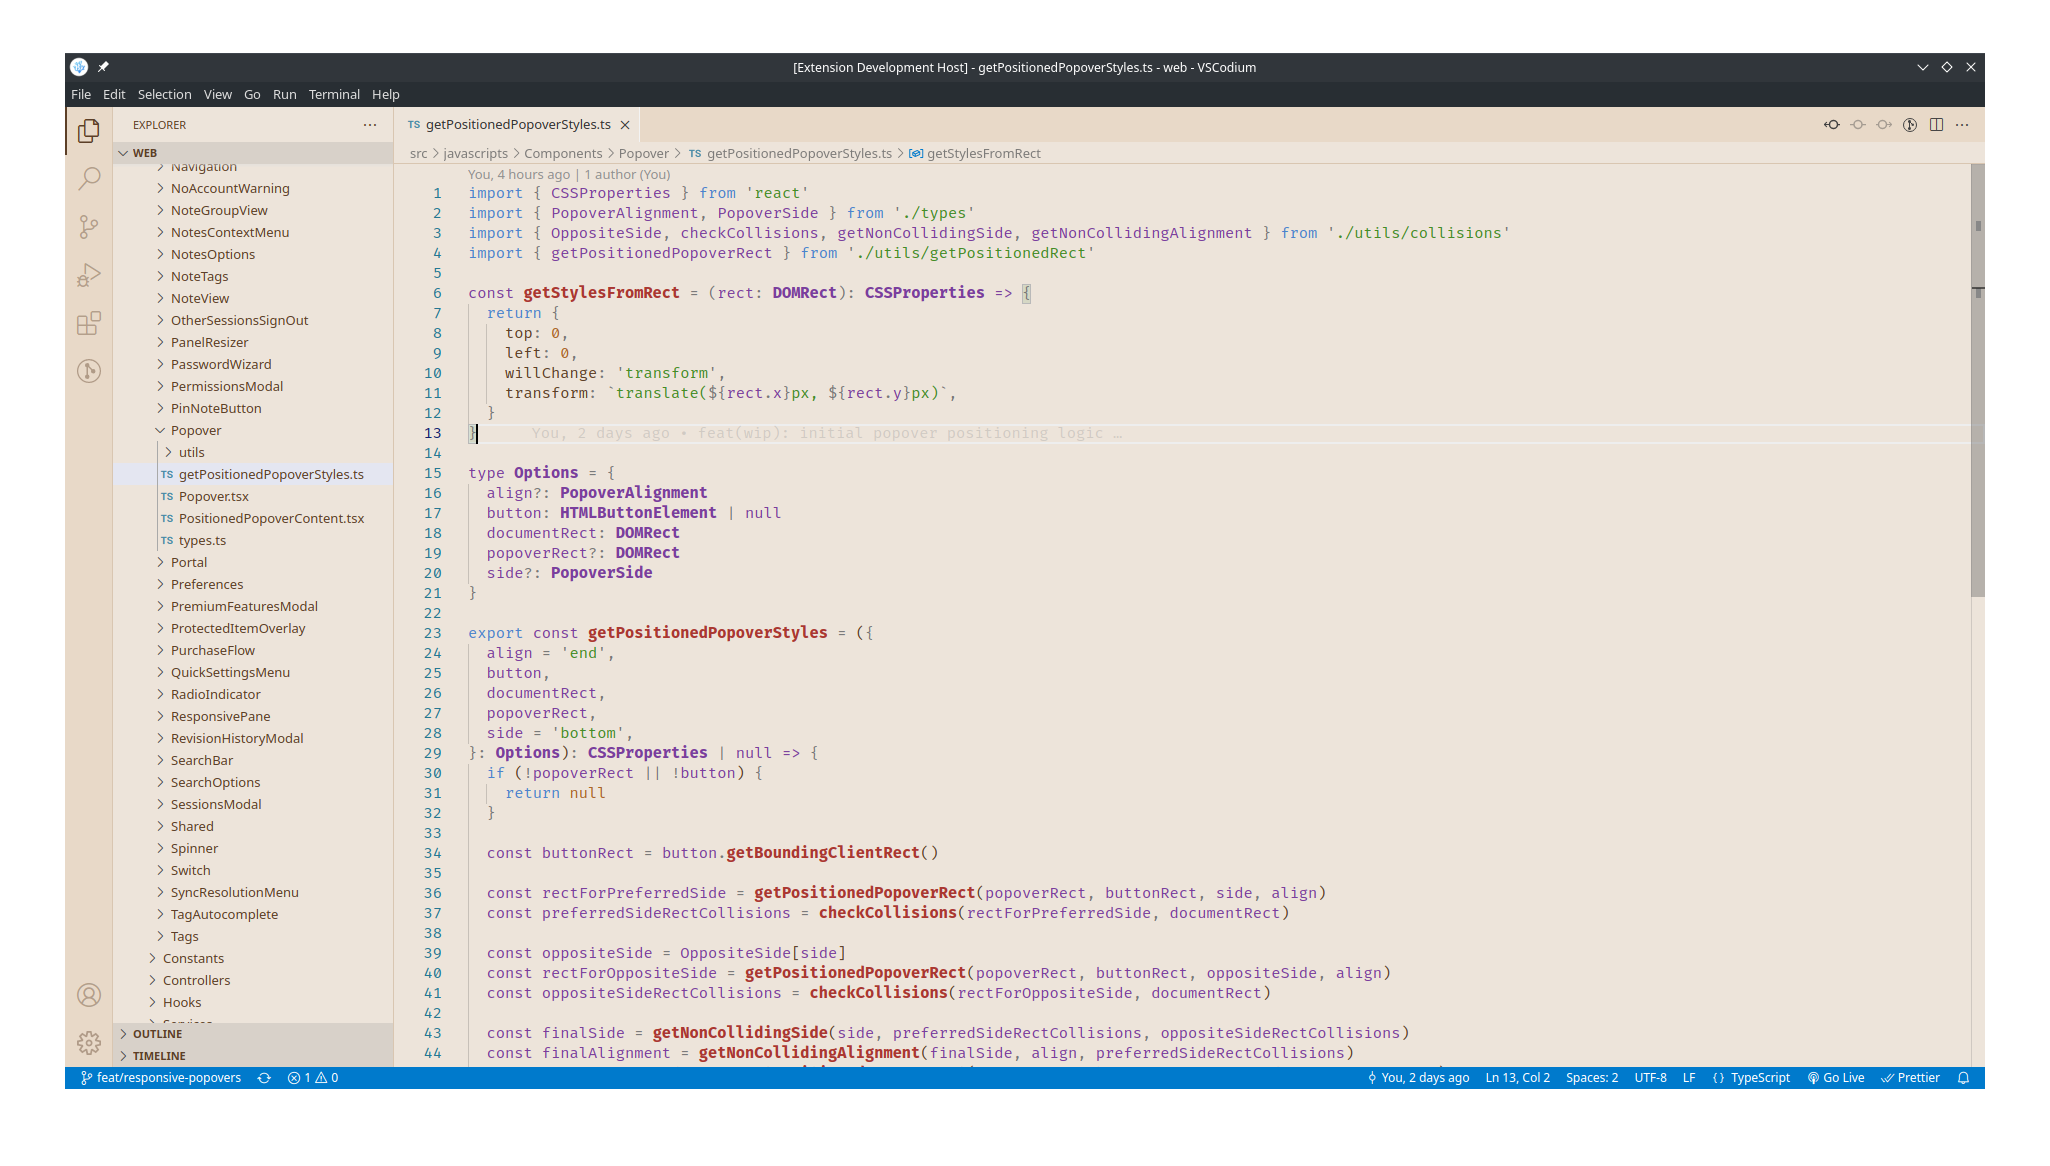 [Extension Development Host] - getPositionedPopoverStyles.ts - web - VSCodium
File Edit Selection View Go Run Terminal Help
EXPLORER
WEB
Navigation
NoAccountWarning
NoteGroupView
NotesContextMenu
NotesOptions
NoteTags
NoteView
OtherSessionsSignOut
PanelResizer
PasswordWizard
PermissionsModal
PinNoteButton
Popover
utils
TS getPositionedPopoverStyles.ts
TS Popover.tsx
TS PositionedPopoverContent.tsx
TS types.ts
Portal
Preferences
PremiumFeaturesModal
ProtectedItemOverlay
PurchaseFlow
QuickSettingsMenu
RadioIndicator
ResponsivePane
RevisionHistoryModal
SearchBar
SearchOptions
SessionsModal
Shared
Spinner
Switch
SyncResolutionMenu
TagAutocomplete
Tags
Constants
Controllers
Hooks
Services
OUTLINE
TIMELINE
TS getPositionedPopoverStyles.ts
src > javascripts > Components > Popover > TS getPositionedPopoverStyles.ts > getStylesFromRect
You, 4 hours ago | 1 author (You)
1 import { CSSProperties } from 'react'
2 import { PopoverAlignment, PopoverSide } from './types'
3 import { OppositeSide, checkCollisions, getNonCollidingSide, getNonCollidingAlignment } from './utils/collisions'
4 import { getPositionedPopoverRect } from './utils/getPositionedRect'
5
6 const getStylesFromRect = (rect: DOMRect): CSSProperties => {
7 return {
8 top: 0,
9 left: 0,
10 willChange: 'transform',
11 transform: `translate(${rect.x}px, ${rect.y}px)`,
12 }
13 } You, 2 days ago • feat(wip): initial popover positioning logic …
14
15 type Options = {
16 align?: PopoverAlignment
17 button: HTMLButtonElement | null
18 documentRect: DOMRect
19 popoverRect?: DOMRect
20 side?: PopoverSide
21 }
22
23 export const getPositionedPopoverStyles = ({
24 align = 'end',
25 button,
26 documentRect,
27 popoverRect,
28 side = 'bottom',
29 }: Options): CSSProperties | null => {
30 if (!popoverRect || !button) {
31 return null
32 }
33
34 const buttonRect = button.getBoundingClientRect()
35
36 const rectForPreferredSide = getPositionedPopoverRect(popoverRect, buttonRect, side, align)
37 const preferredSideRectCollisions = checkCollisions(rectForPreferredSide, documentRect)
38
39 const oppositeSide = OppositeSide[side]
40 const rectForOppositeSide = getPositionedPopoverRect(popoverRect, buttonRect, oppositeSide, align)
41 const oppositeSideRectCollisions = checkCollisions(rectForOppositeSide, documentRect)
42
43 const finalSide = getNonCollidingSide(side, preferredSideRectCollisions, oppositeSideRectCollisions)
44 const finalAlignment = getNonCollidingAlignment(finalSide, align, preferredSideRectCollisions)
feat/responsive-popovers 1 0 You, 2 days ago Ln 13, Col 2 Spaces: 2 UTF-8 LF {} TypeScript Go Live Prettier